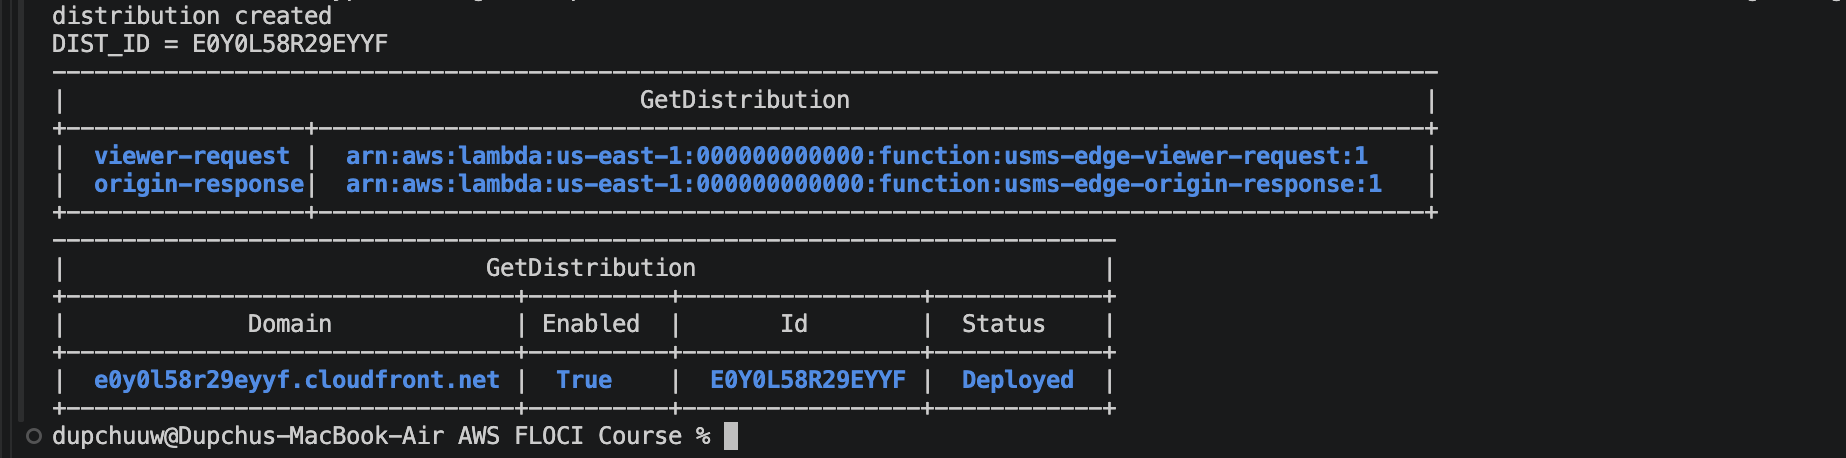 distribution created
DIST_ID = E0Y0L58R29EYYF
GetDistribution
viewer-request | arn:aws:lambda:us-east-1:000000000000:function:usms-edge-viewer-request:1
origin-response| arn:aws:lambda:us-east-1:000000000000:function:usms-edge-origin-response:1
GetDistribution
Domain | Enabled | Id | Status
e0y0l58r29eyyf.cloudfront.net | True | E0Y0L58R29EYYF | Deployed
dupchuuw@Dupchus-MacBook-Air AWS FLOCI Course %